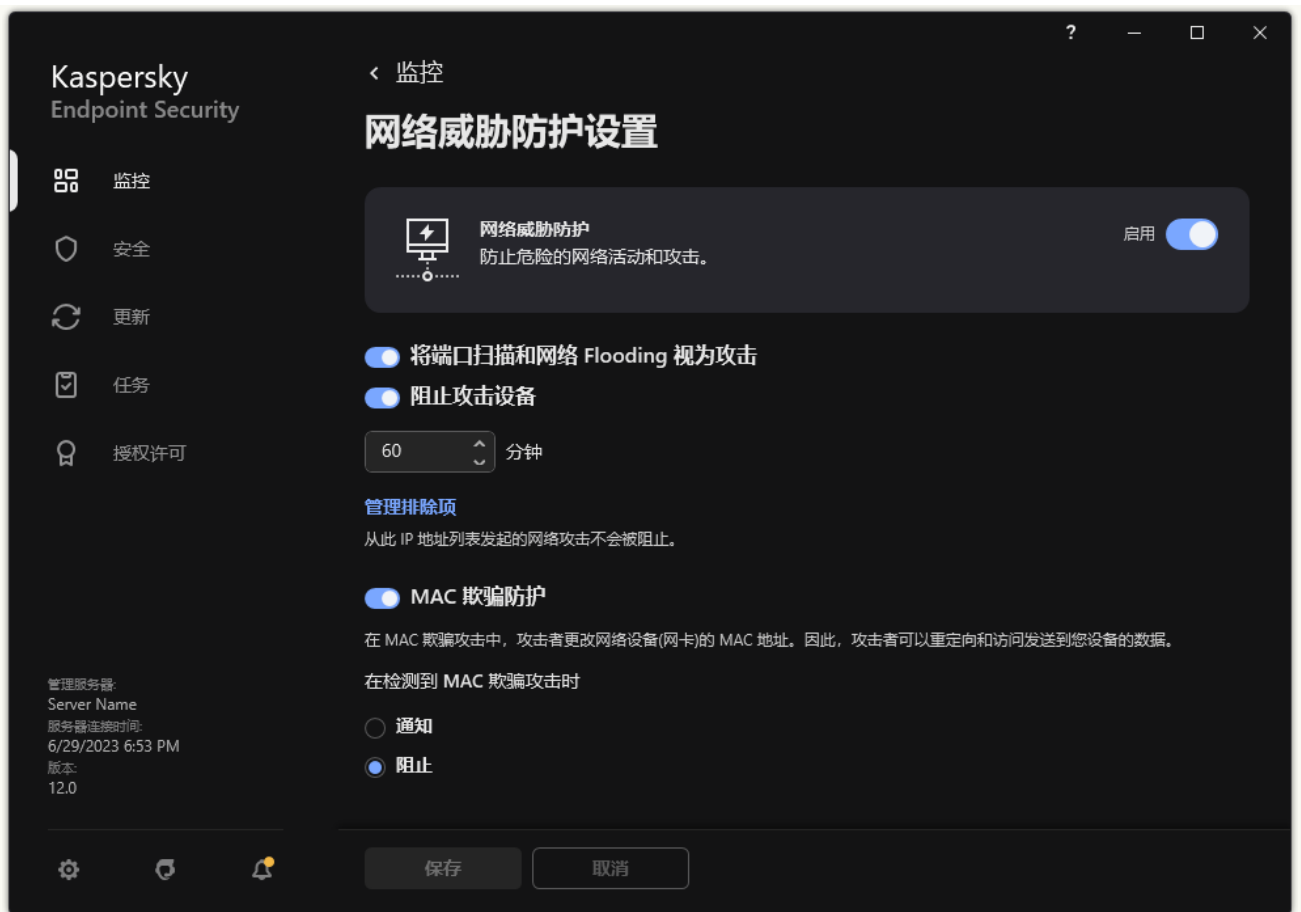 ?
Kaspersky
Endpoint Security
监控
安全
更新
任务
授权许可
管理服务器:
Server Name
服务器连接时间:
6/29/2023 6:53 PM
版本:
12.0
监控
网络威胁防护设置
网络威胁防护
防止危险的网络活动和攻击。
启用
将端口扫描和网络 Flooding 视为攻击
阻止攻击设备
60 分钟
管理排除项
从此 IP 地址列表发起的网络攻击不会被阻止。
MAC 欺骗防护
在 MAC 欺骗攻击中，攻击者更改网络设备(网卡)的 MAC 地址。因此，攻击者可以重定向和访问发送到您设备的数据。
在检测到 MAC 欺骗攻击时
通知
阻止
保存 取消